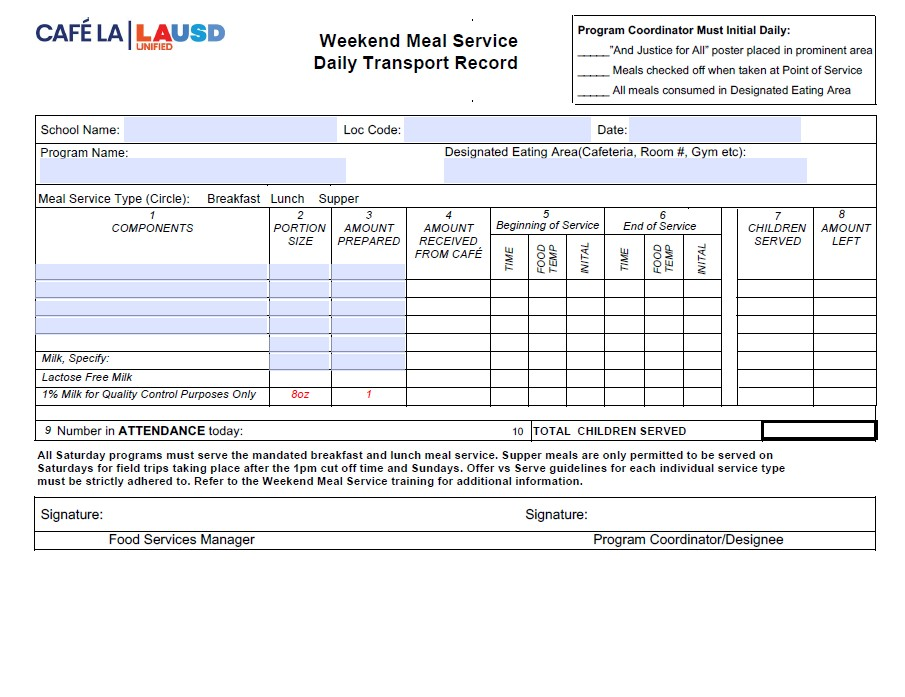 CAFÉ LA LAUSD
UNIFIED
Weekend Meal Service
Daily Transport Record
Program Coordinator Must Initial Daily:
_____"And Justice for All" poster placed in prominent area
_____ Meals checked off when taken at Point of Service
_____ All meals consumed in Designated Eating Area
School Name: Loc Code: Date:
Program Name: Designated Eating Area(Cafeteria, Room #, Gym etc):
Meal Service Type (Circle): Breakfast Lunch Supper
1
COMPONENTS
2
PORTION
SIZE
3
AMOUNT
PREPARED
4
AMOUNT
RECEIVED
FROM CAFÉ
5
Beginning of Service
TIME
FOOD
TEMP
INITAL
6
End of Service
TIME
FOOD
TEMP
INITAL
7
CHILDREN
SERVED
8
AMOUNT
LEFT
Milk, Specify:
Lactose Free Milk
1% Milk for Quality Control Purposes Only 8oz 1
9 Number in ATTENDANCE today: 10 TOTAL CHILDREN SERVED
All Saturday programs must serve the mandated breakfast and lunch meal service. Supper meals are only permitted to be served on
Saturdays for field trips taking place after the 1pm cut off time and Sundays. Offer vs Serve guidelines for each individual service type
must be strictly adhered to. Refer to the Weekend Meal Service training for additional information.
Signature: Signature:
Food Services Manager Program Coordinator/Designee